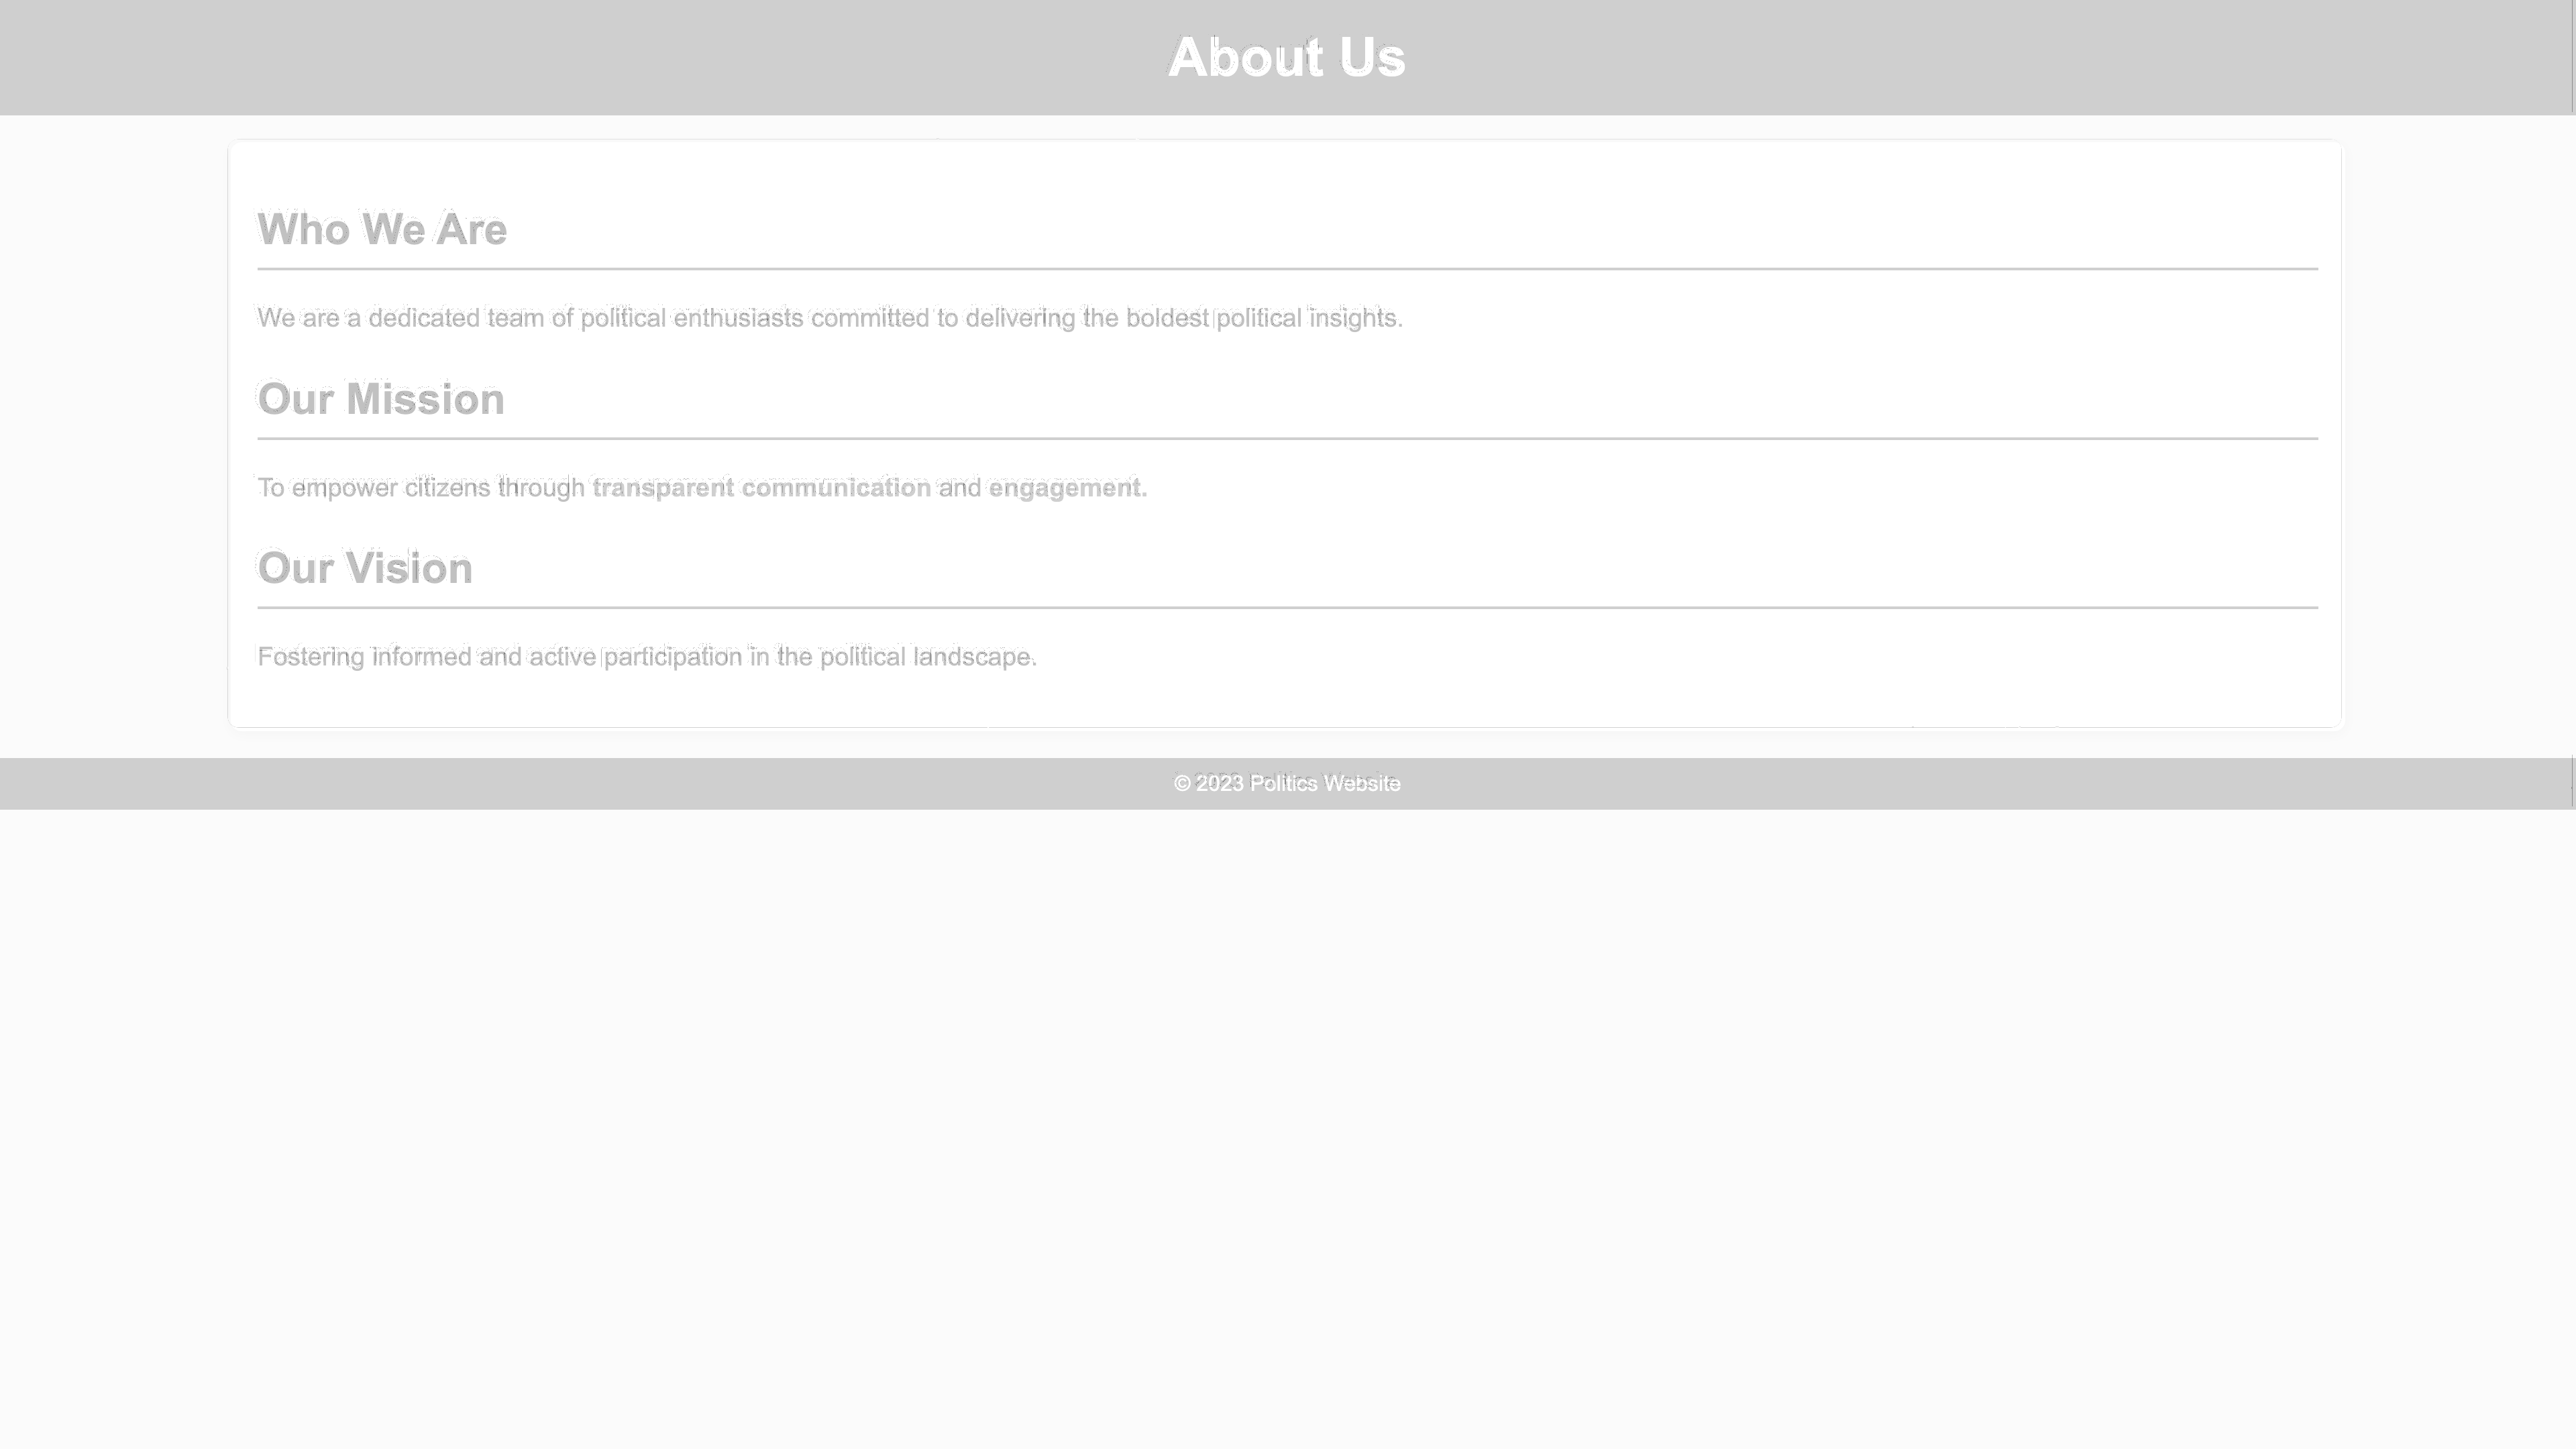 About Us
Who We Are
We are a dedicated team of political enthusiasts committed to delivering the boldest political insights.
Our Mission
To empower citizens through transparent communication and engagement.
Our Vision
Fostering informed and active participation in the political landscape.
© 2023 Politics Website